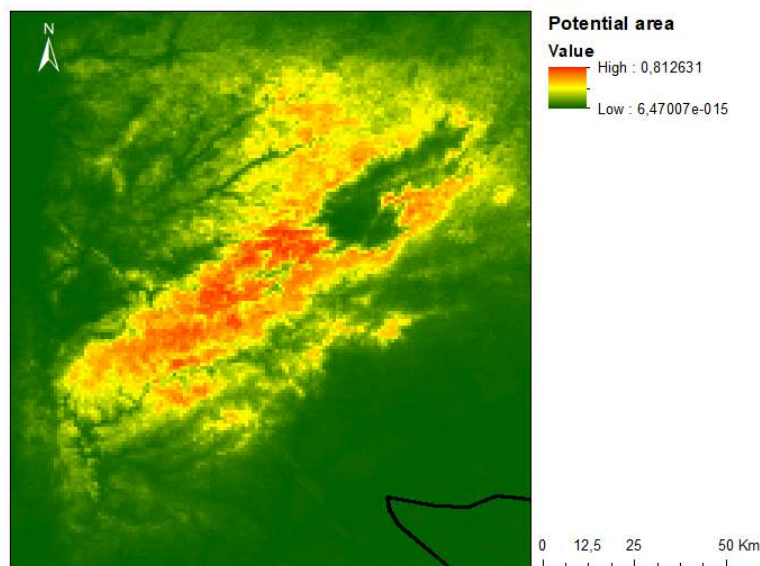 N
Potential area
Value
High : 0,812631
Low : 6,47007e-015
0 12,5 25 50 Km